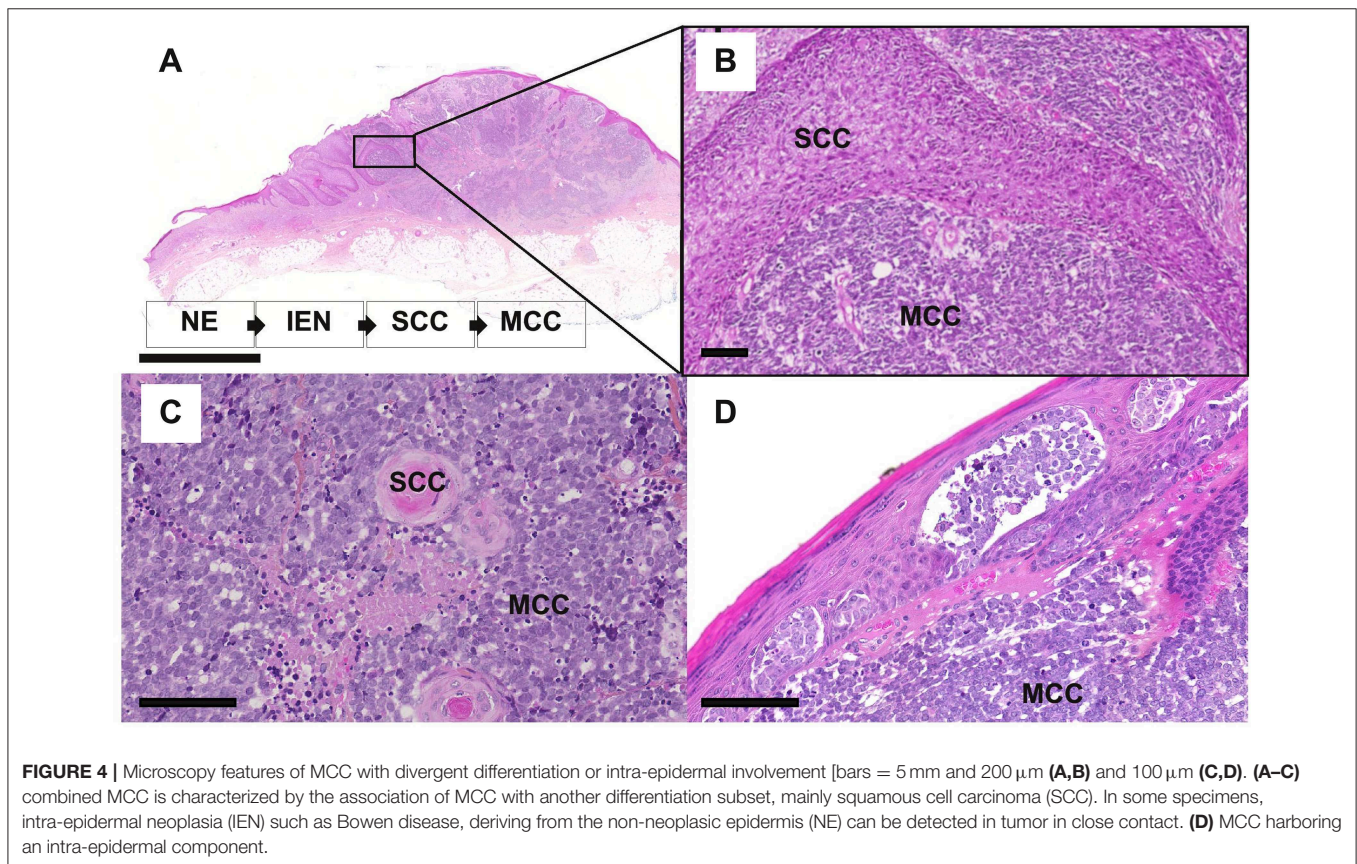 A
B
SCC
MCC
NE IEN SCC MCC
C
SCC
MCC
D
MCC
FIGURE 4 | Microscopy features of MCC with divergent differentiation or intra-epidermal involvement [bars = 5 mm and 200 μm (A,B) and 100 μm (C,D). (A–C)
combined MCC is characterized by the association of MCC with another differentiation subset, mainly squamous cell carcinoma (SCC). In some specimens,
intra-epidermal neoplasia (IEN) such as Bowen disease, deriving from the non-neoplasic epidermis (NE) can be detected in tumor in close contact. (D) MCC harboring
an intra-epidermal component.